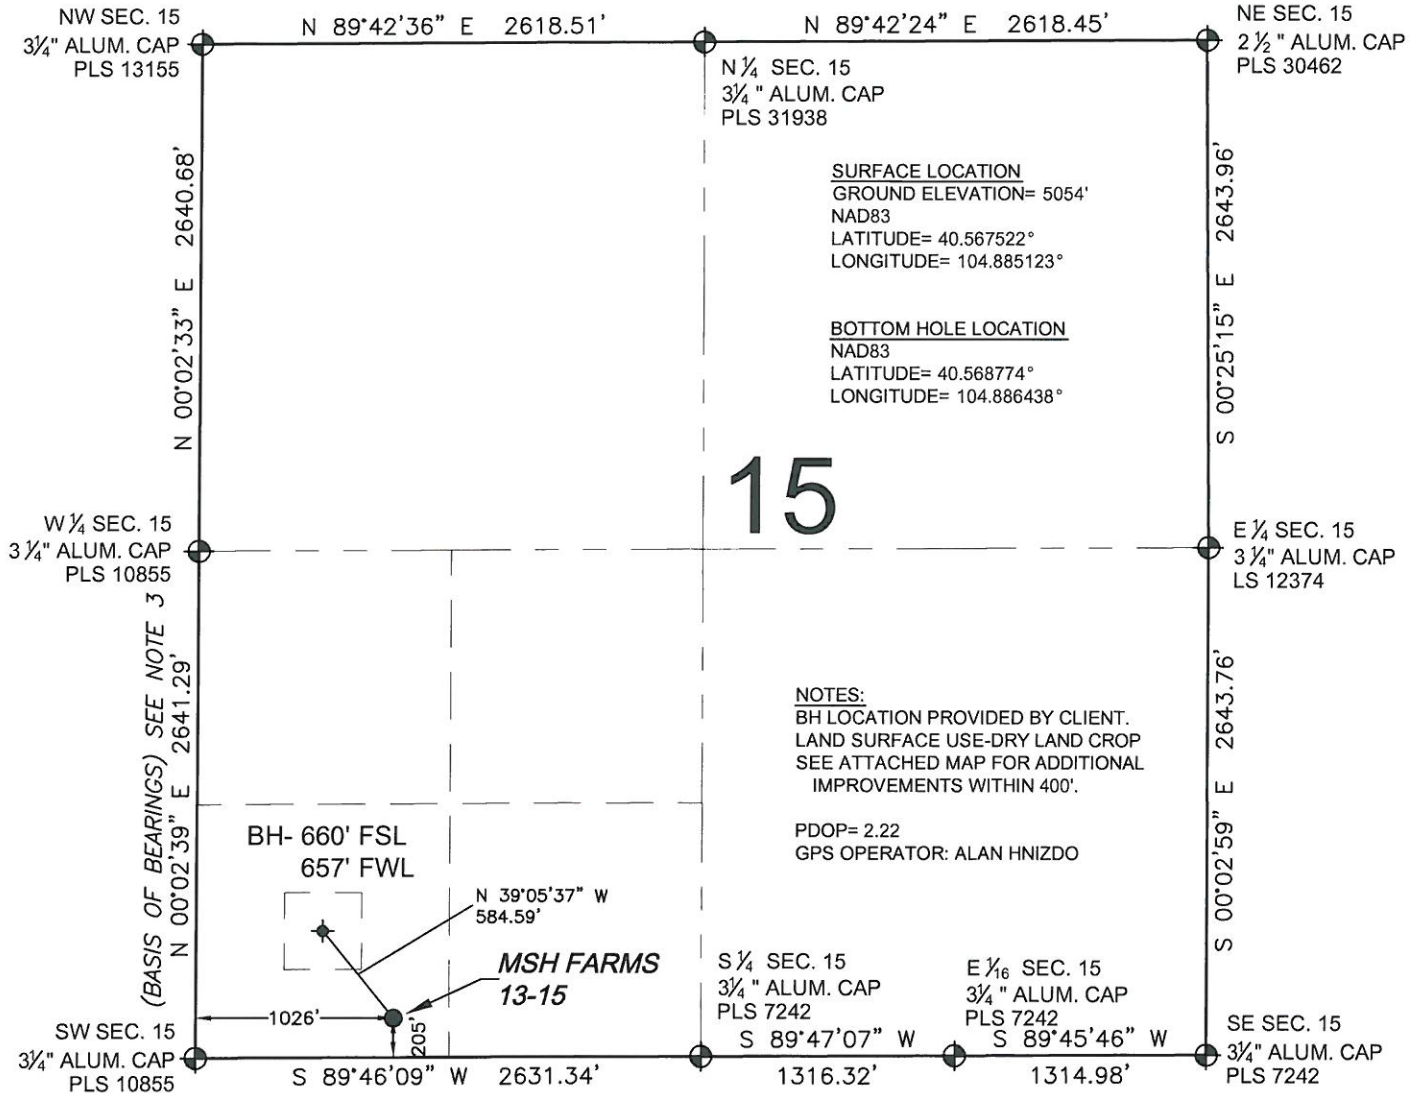 NW SEC. 15
3¼" ALUM. CAP
PLS 13155
N 89°42'36" E 2618.51'
N 89°42'24" E 2618.45'
NE SEC. 15
2 ½ " ALUM. CAP
PLS 30462
N ¼ SEC. 15
3¼ " ALUM. CAP
PLS 31938
N 00°02'33" E 2640.68'
SURFACE LOCATION
GROUND ELEVATION= 5054'
NAD83
LATITUDE= 40.567522°
LONGITUDE= 104.885123°
BOTTOM HOLE LOCATION
NAD83
LATITUDE= 40.568774°
LONGITUDE= 104.886438°
S 00°25'15" E 2643.96'
15
W ¼ SEC. 15
3 ¼" ALUM. CAP
PLS 10855
E ¼ SEC. 15
3 ¼" ALUM. CAP
LS 12374
(BASIS OF BEARINGS) SEE NOTE 3
N 00°02'39" E 2641.29'
NOTES:
BH LOCATION PROVIDED BY CLIENT.
LAND SURFACE USE-DRY LAND CROP
SEE ATTACHED MAP FOR ADDITIONAL
IMPROVEMENTS WITHIN 400'.
PDOP= 2.22
GPS OPERATOR: ALAN HNIZDO
S 00°02'59" E 2643.76'
BH- 660' FSL
657' FWL
N 39°05'37" W
584.59'
MSH FARMS
13-15
1026'
205'
S ¼ SEC. 15
3¼ " ALUM. CAP
PLS 7242
E 1⁄16 SEC. 15
3¼ " ALUM. CAP
PLS 7242
SW SEC. 15
3¼" ALUM. CAP
PLS 10855
S 89°46'09" W 2631.34'
S 89°47'07" W
1316.32'
S 89°45'46" W
1314.98'
SE SEC. 15
3¼" ALUM. CAP
PLS 7242